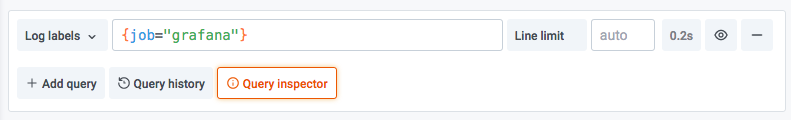 Log labels {job="grafana"} Line limit auto 0.2s
+ Add query Query history Query inspector